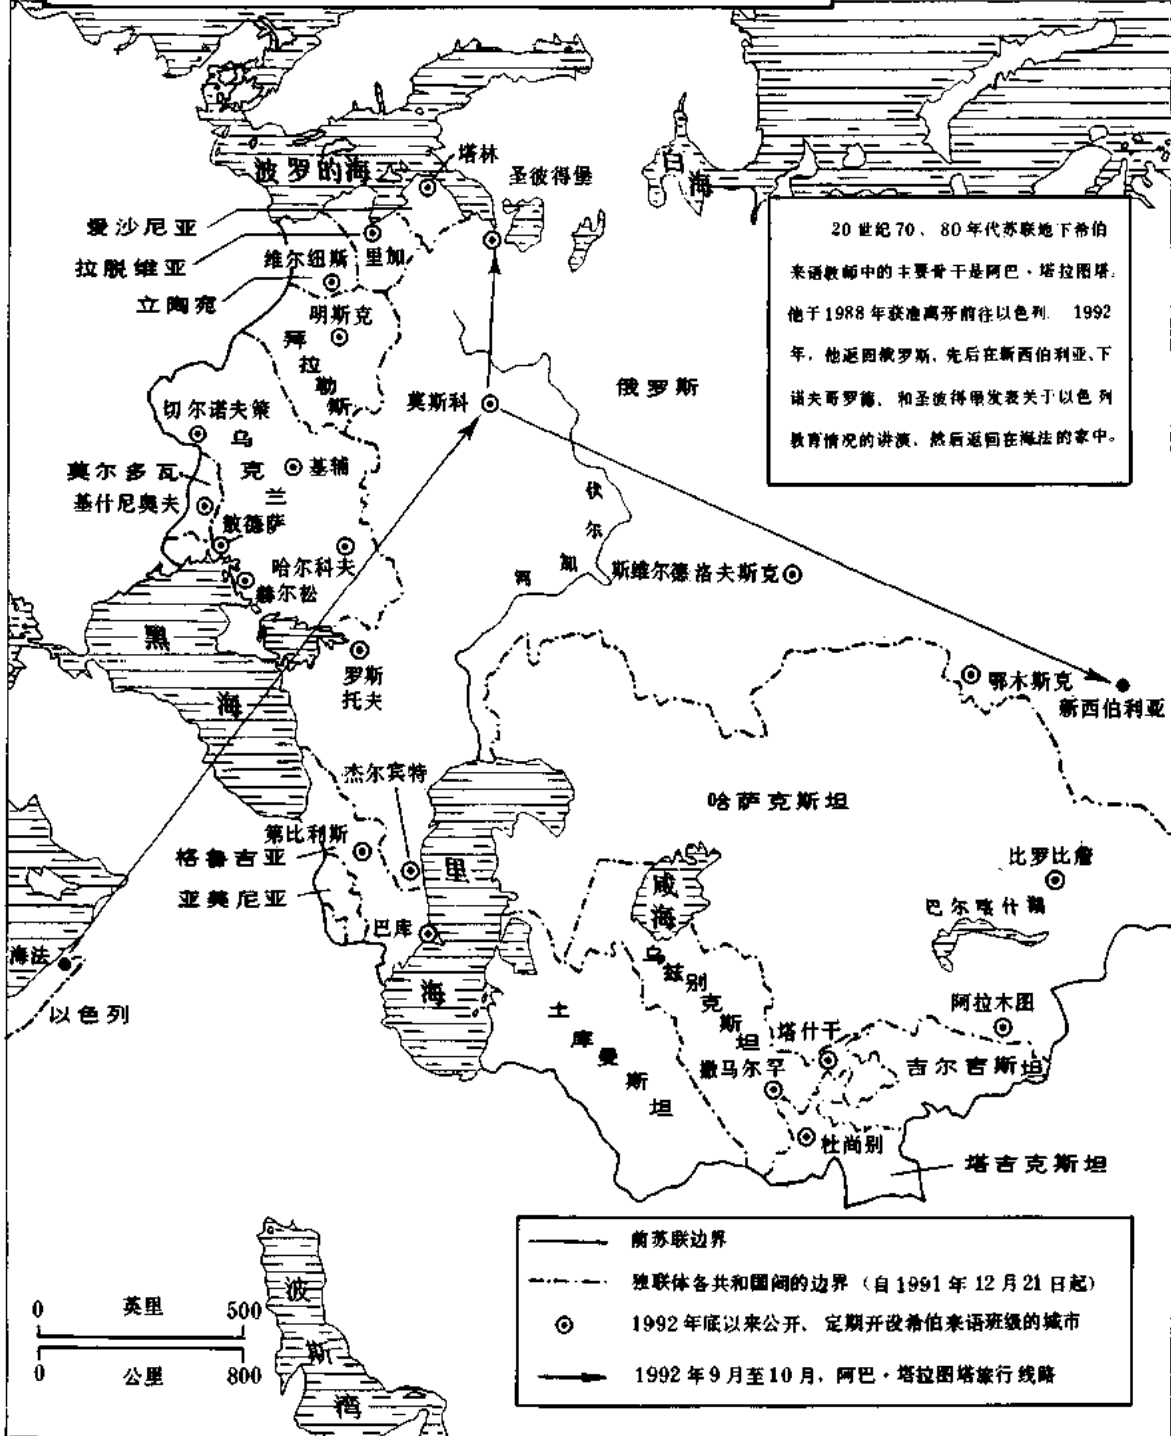 波罗的海
塔林
圣彼得堡
白海
爱沙尼亚
拉脱维亚
里加
维尔纽斯
立陶宛
明斯克
拜拉勒斯
20世纪70、80年代苏联地下希伯
来语教师中的主要骨干是阿巴·塔拉图塔.
他于1988年获准离开前往以色列. 1992
年，他返回俄罗斯，先后在新西伯利亚、下
诺夫哥罗德、和圣彼得堡发表关于以色列
教育情况的讲演，然后返回在海法的家中。
俄罗斯
莫斯科
切尔诺夫策
乌克兰
基辅
莫尔多瓦
基什尼奥夫
敖德萨
哈尔科夫
赫尔松
伏尔加河
斯维尔德洛夫斯克
黑海
罗斯
托夫
鄂木斯克
新西伯利亚
杰尔宾特
哈萨克斯坦
第比利斯
格鲁吉亚
亚美尼亚
里海
巴库
咸海
比罗比詹
巴尔喀什湖
海法
以色列
乌兹别克斯坦
土库曼斯坦
塔什干
阿拉木图
撒马尔罕
吉尔吉斯坦
杜尚别
塔吉克斯坦
波斯湾
0 英里 500
0 公里 800
前苏联边界
独联体各共和国间的边界（自1991年12月21日起）
1992年底以来公开、定期开设希伯来语班级的城市
1992年9月至10月，阿巴·塔拉图塔旅行线路